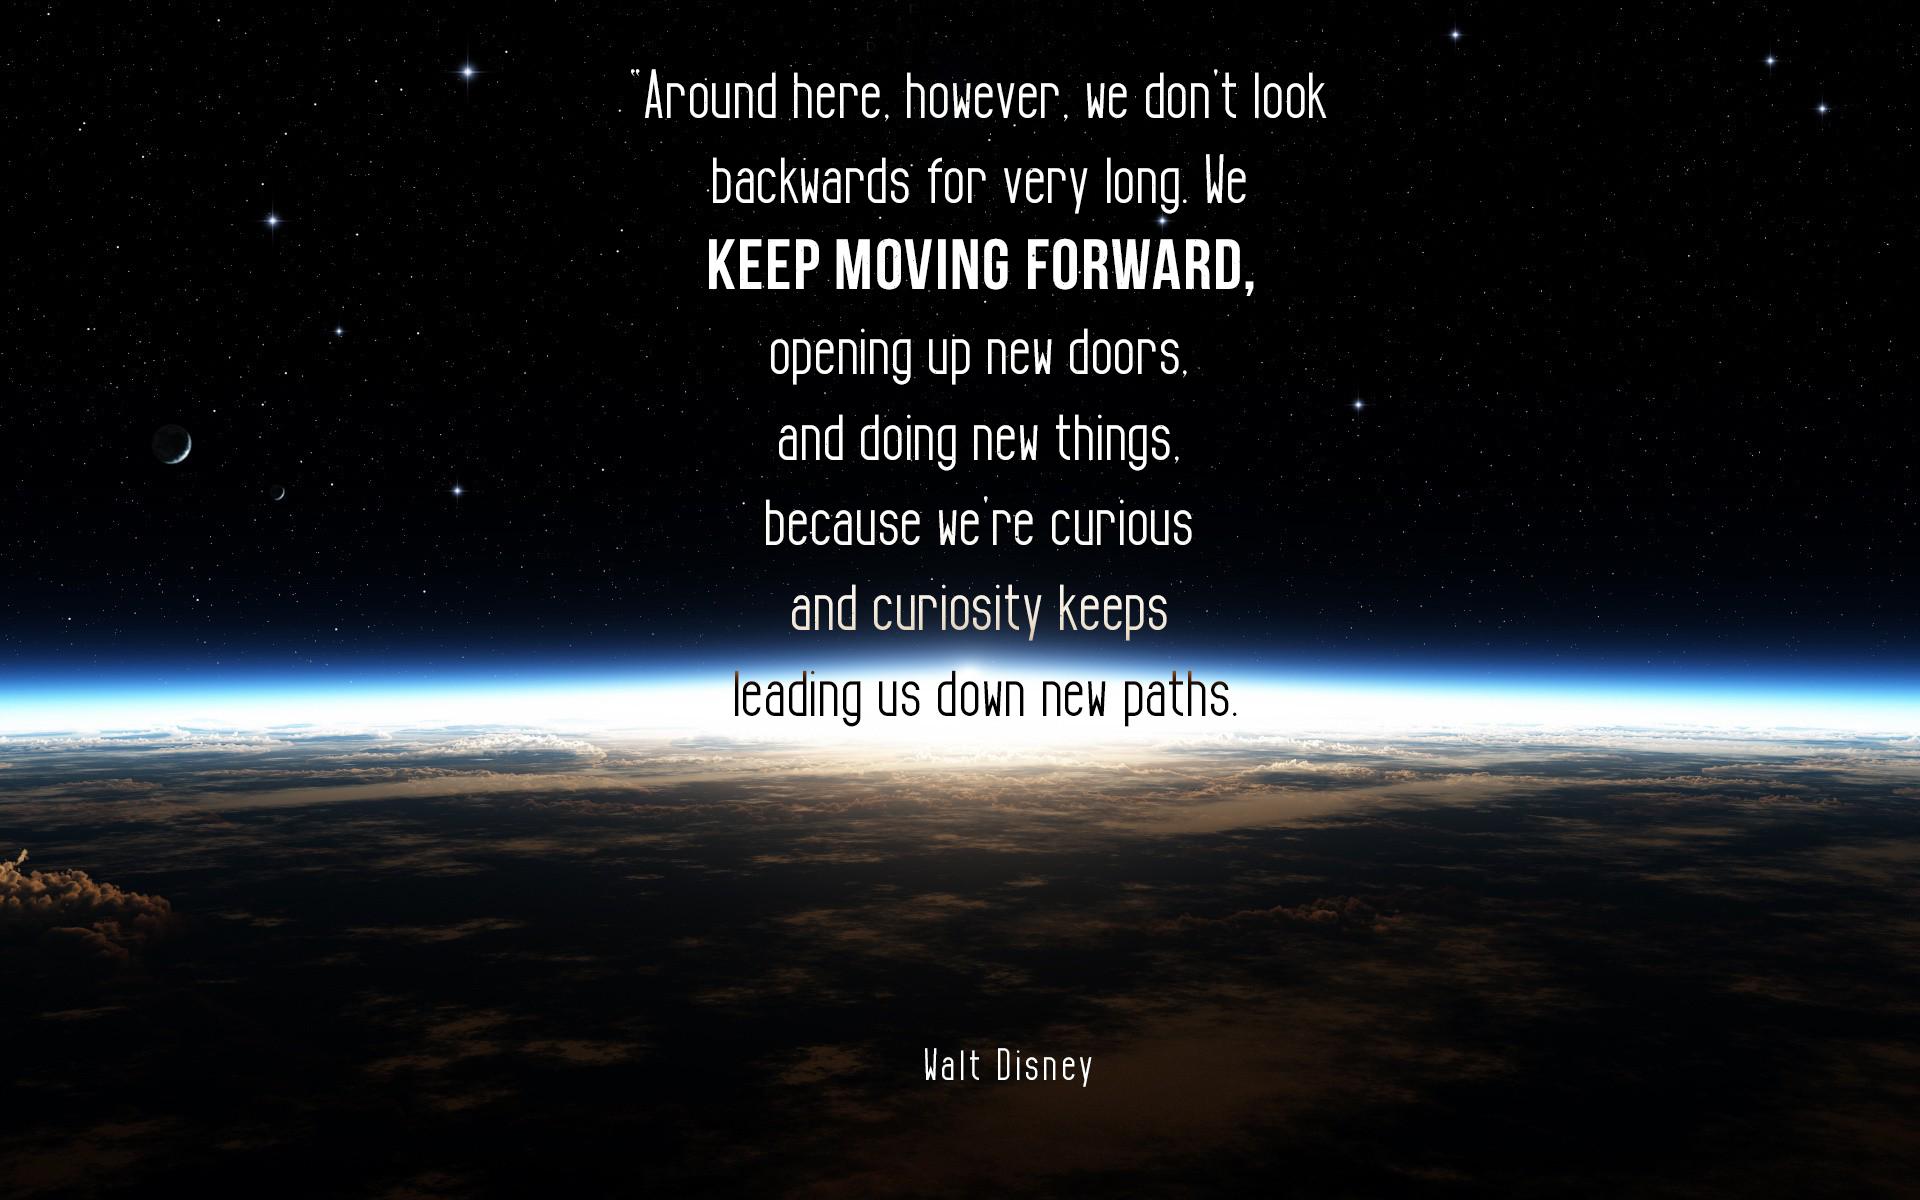 “Around here, however, we don't look
backwards for very long. We
KEEP MOVING FORWARD,
opening up new doors,
and doing new things,
because we're curious
and curiosity keeps
leading us down new paths.
Walt Disney